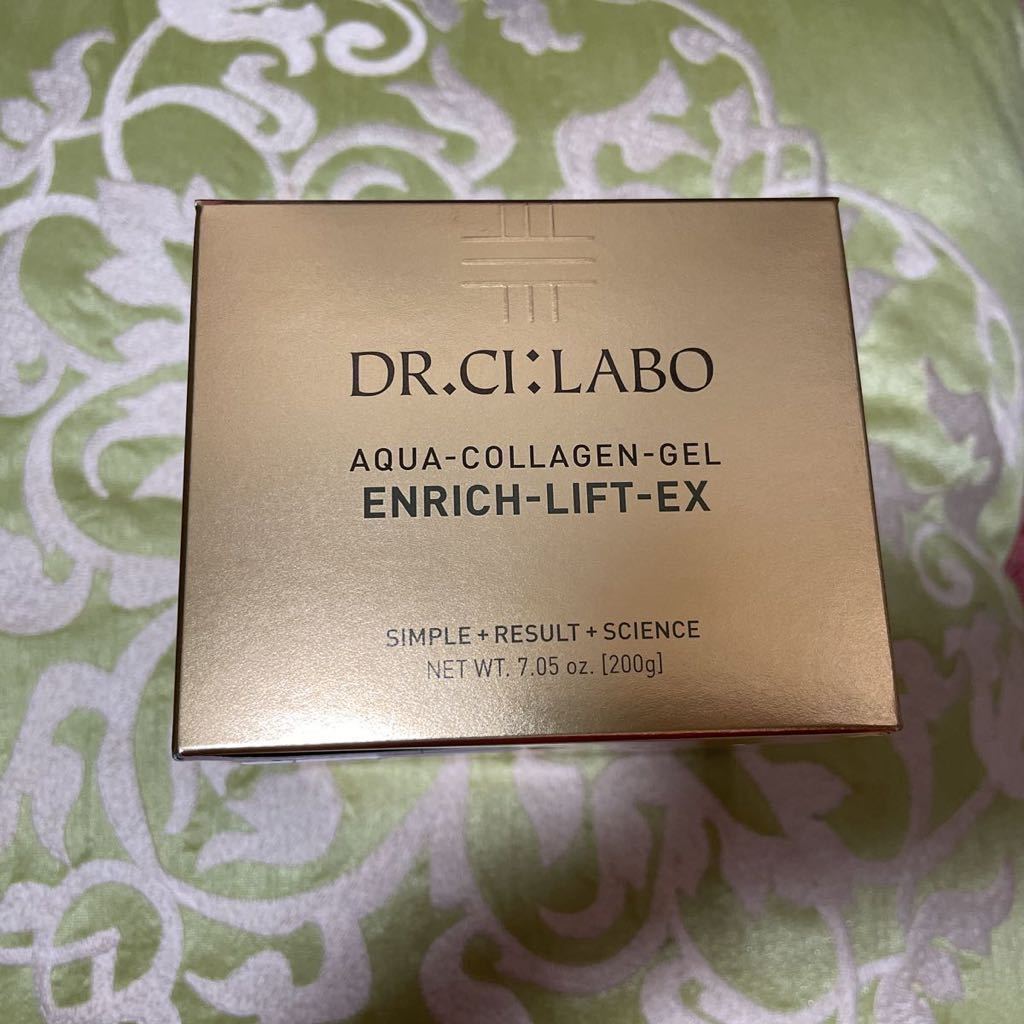 DR.CI:LABO
AQUA-COLLAGEN-GEL
ENRICH-LIFT-EX
SIMPLE + RESULT + SCIENCE
NET WT. 7.05 oz. [200g]